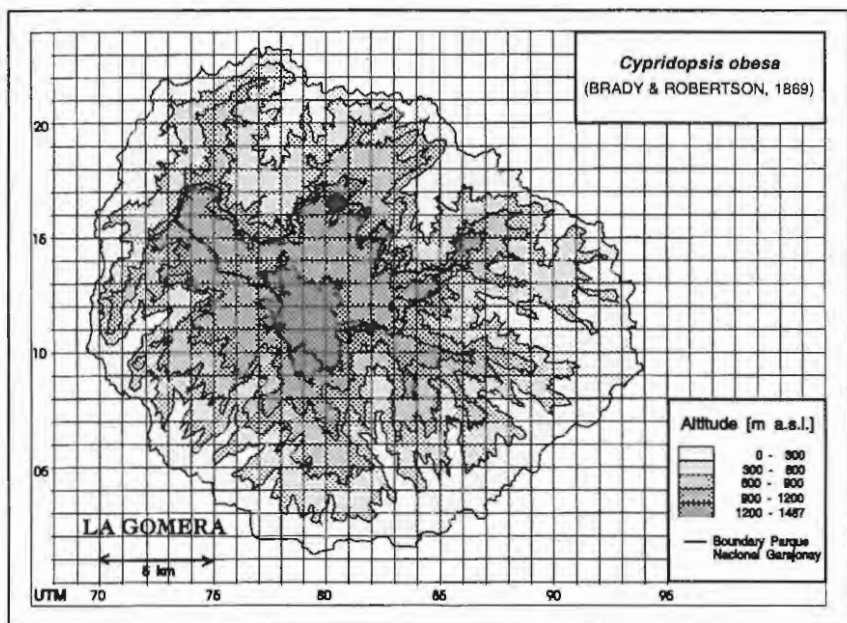 Cypridopsis obesa
(BRADY & ROBERTSON, 1869)
20
15
10
05
Altitude [m a.s.l.]
0 - 300
300 - 600
600 - 900
900 - 1200
1200 - 1487
Boundary Parque
Nacional Garajonay
LA GOMERA
5 km
UTM 70 75 80 85 90 95